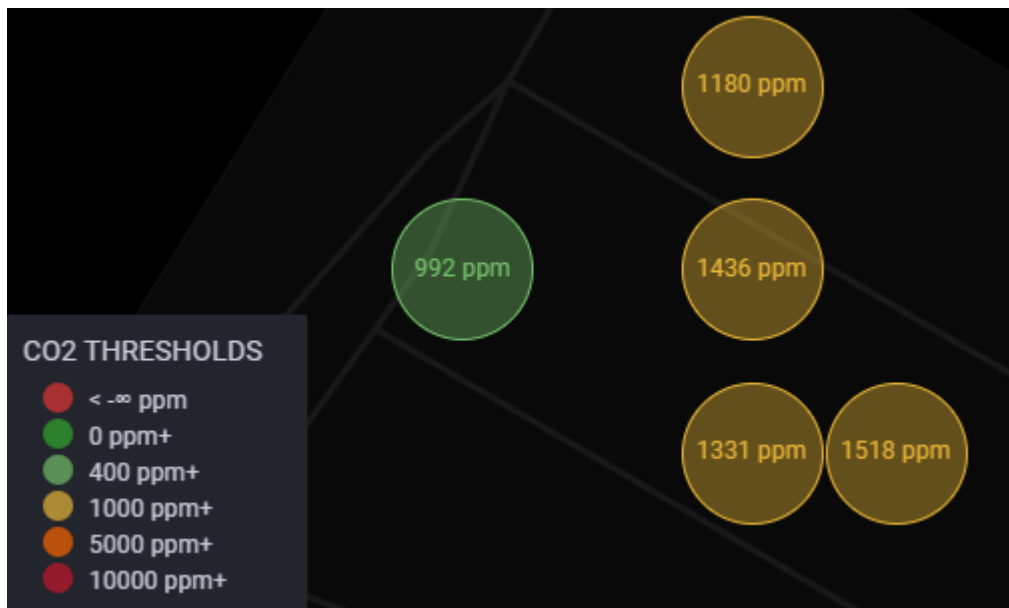 1180 ppm
992 ppm
1436 ppm
CO2 THRESHOLDS
< -∞ ppm
0 ppm+
400 ppm+
1000 ppm+
5000 ppm+
10000 ppm+
1331 ppm
1518 ppm